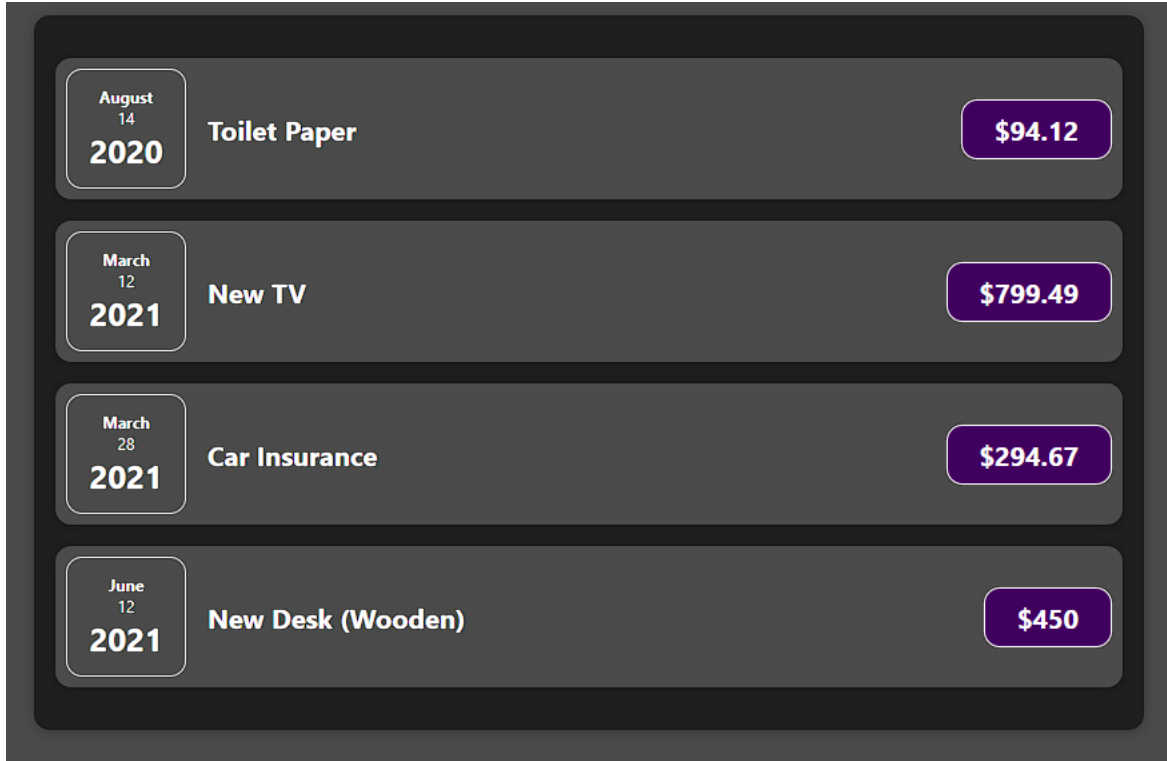 August
14
2020
Toilet Paper
$94.12
March
12
2021
New TV
$799.49
March
28
2021
Car Insurance
$294.67
June
12
2021
New Desk (Wooden)
$450